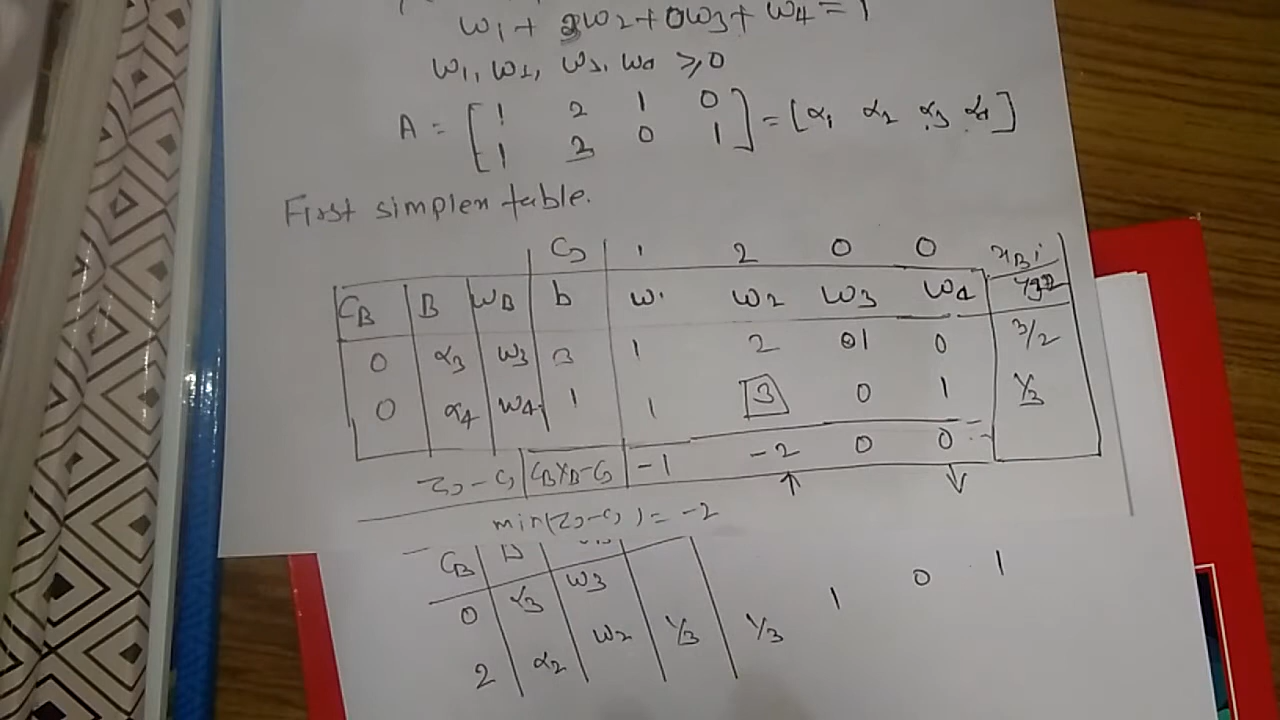 w1 + 3w2 + 0w3 + w4 = 1
w1, w2, w3, w4 ≥ 0
A = [ 1 2 1 0
1 3 0 1 ] = [α1 α2 α3 α4]
First simplex table.
Cj 1 2 0 0 xBi
CB B wB b w1 w2 w3 w4 yi2
0 α3 w3 3 1 2 01 0 3/2
0 α4 w4 1 1 3 0 1 1/3
zj - cj CBYB-Cj -1 -2 0 0
↑ ↓
min(zj-cj) = -2
CB B
0 α3 w3 1 0 1
2 α2 w2 1/3 1/3